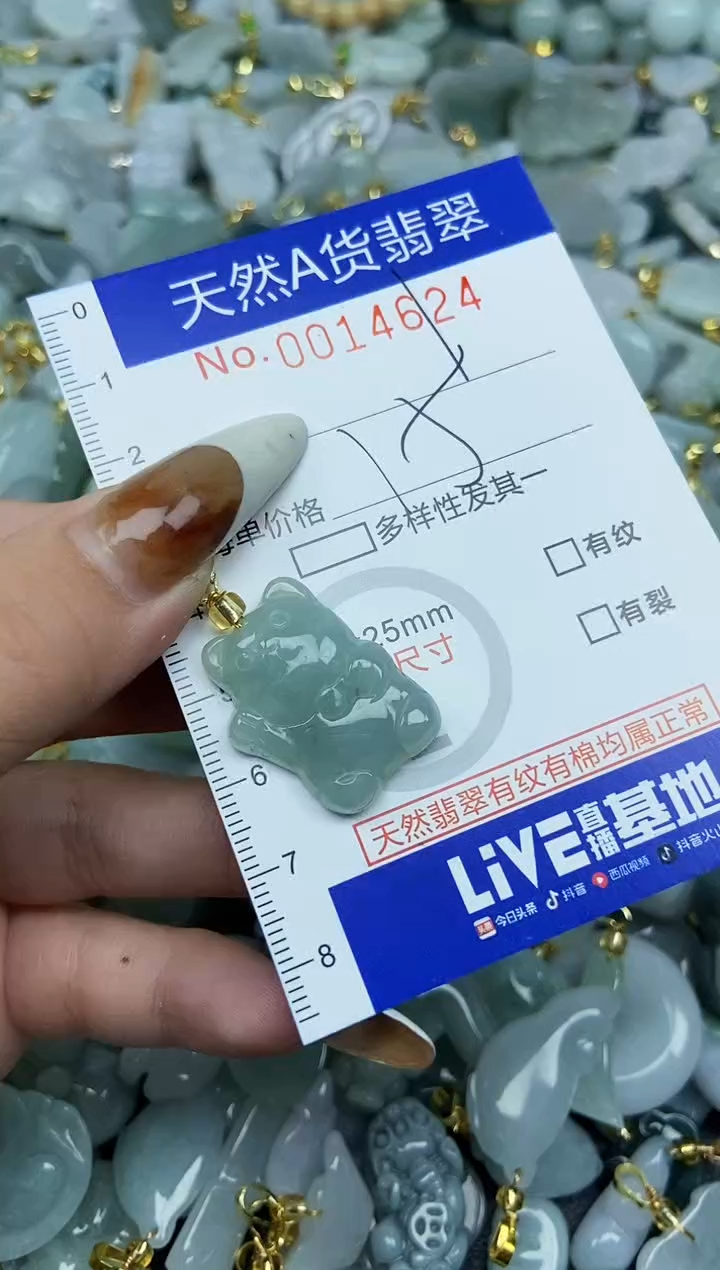 天然A货翡翠
No.0014624
0
1
2
单价格
18
多样性发其一
有纹
有裂
25mm
尺寸
6
7
8
天然翡翠有纹有棉均属正常
LiVE直播基地
今日头条 抖音 西瓜视频 抖音火山